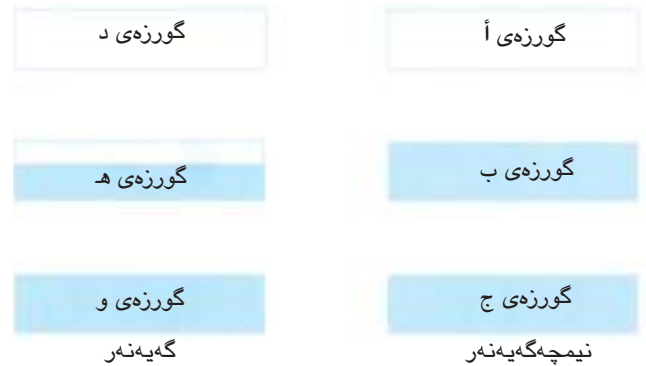 گورزەی أ
گورزەی د
گورزەی ب
گورزەی هـ
گورزەی ج
گورزەی و
نیمچەگەیەنەر
گەیەنەر